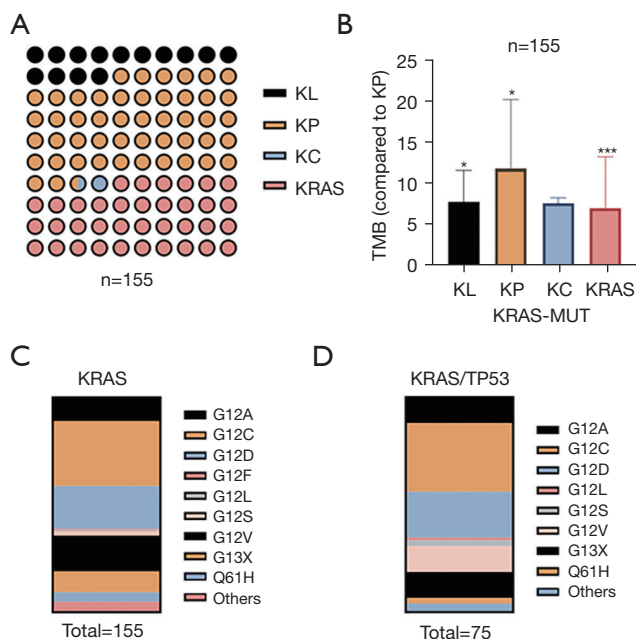 A
KL
KP
KC
KRAS
n=155
B
n=155
TMB (compared to KP)
25
20
15
10
5
0
*
*
***
KL
KP
KC
KRAS
KRAS-MUT
C
KRAS
G12A
G12C
G12D
G12F
G12L
G12S
G12V
G13X
Q61H
Others
Total=155
D
KRAS/TP53
G12A
G12C
G12D
G12L
G12S
G12V
G13X
Q61H
Others
Total=75